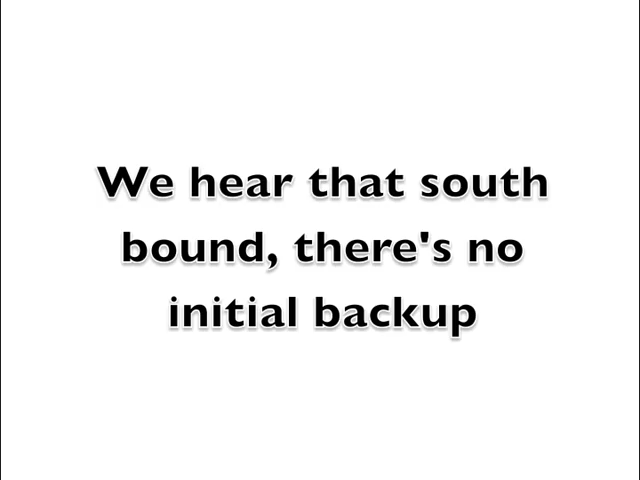 We hear that south
bound, there's no
initial backup